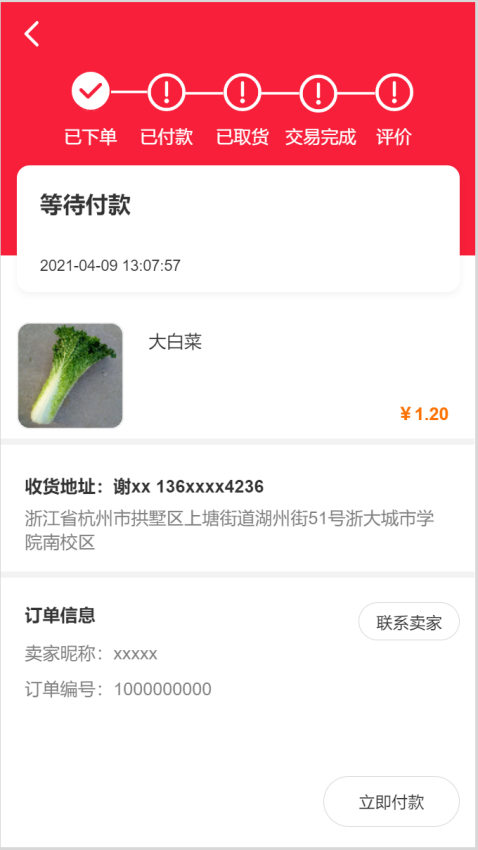 已下单 已付款 已取货 交易完成 评价
等待付款
2021-04-09 13:07:57
大白菜
￥1.20
收货地址：谢xx 136xxxx4236
浙江省杭州市拱墅区上塘街道湖州街51号浙大城市学
院南校区
订单信息
联系卖家
卖家昵称：xxxxx
订单编号：1000000000
立即付款